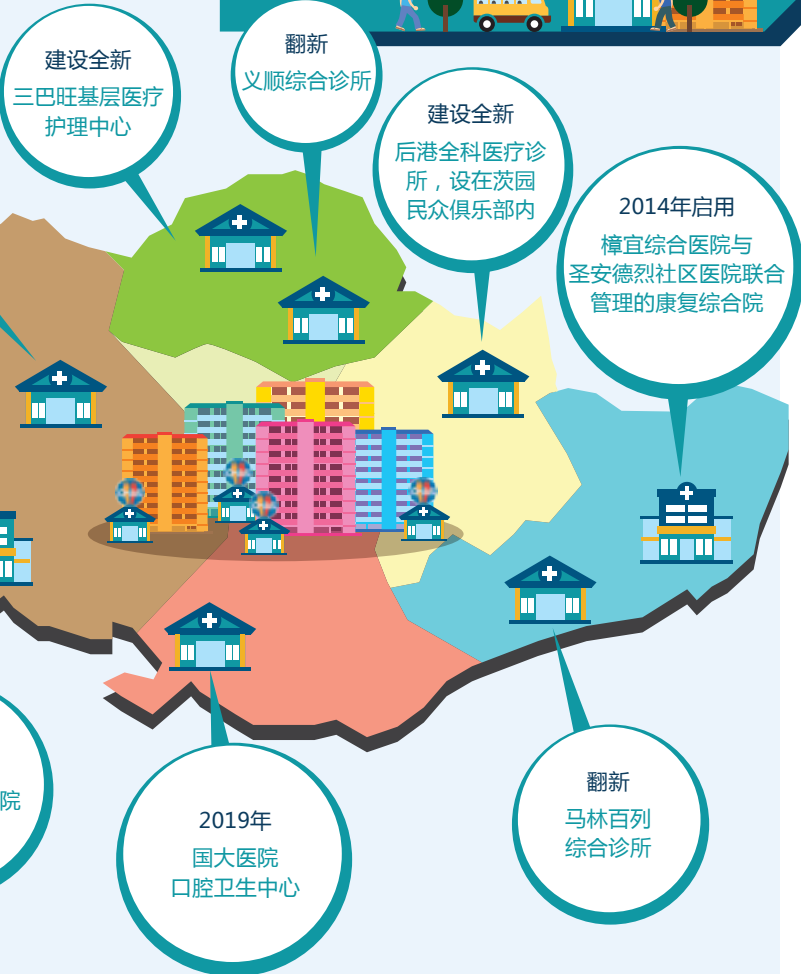 建设全新
三巴旺基层医疗
护理中心
翻新
义顺综合诊所
建设全新
后港全科医疗诊
所，设在茨园
民众俱乐部内
2014年启用
樟宜综合医院与
圣安德烈社区医院联合
管理的康复综合院
院
2019年
国大医院
口腔卫生中心
翻新
马林百列
综合诊所